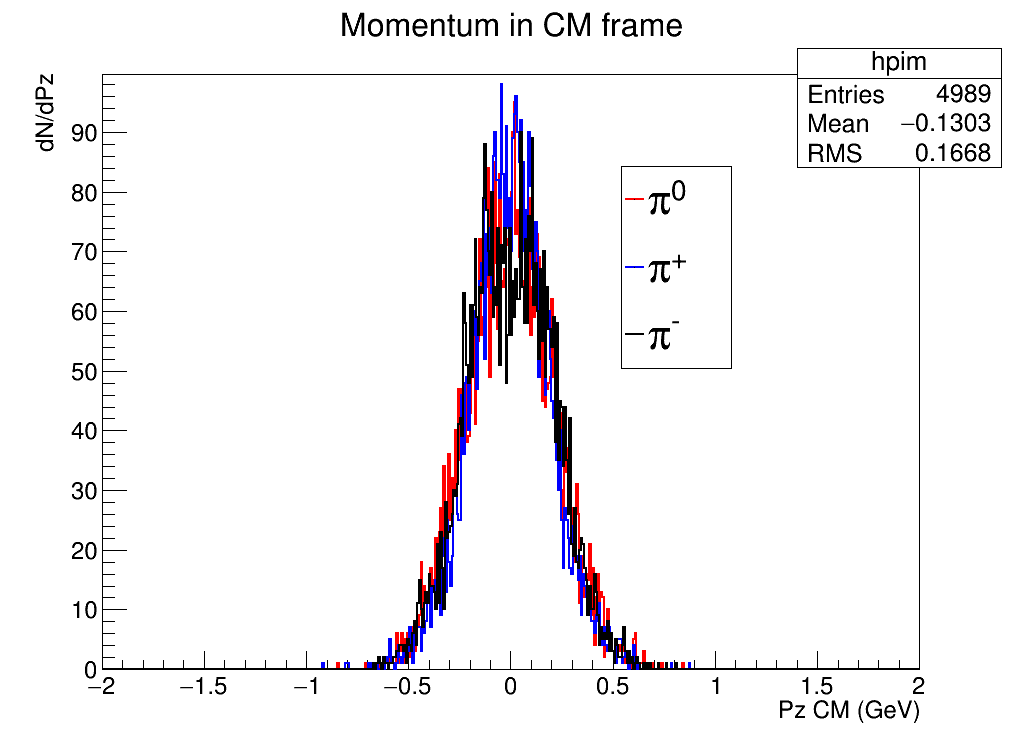 Momentum in CM frame
hpim
Entries 4989
Mean −0.1303
RMS 0.1668
dN/dPz
90
80
70
60
50
40
30
20
10
0
π⁰
π⁺
π⁻
−2 −1.5 −1 −0.5 0 0.5 1 1.5 2
Pz CM (GeV)